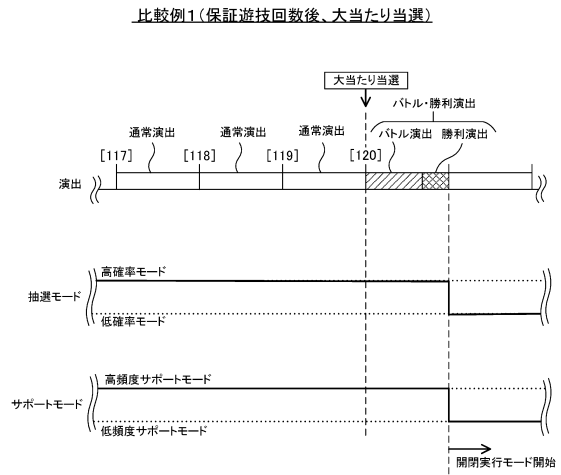 比較例１（保証遊技回数後、大当たり当選）
大当たり当選
バトル・勝利演出
通常演出
通常演出
通常演出
バトル演出
勝利演出
[117]
[118]
[119]
[120]
演出
高確率モード
抽選モード
低確率モード
高頻度サポートモード
サポートモード
低頻度サポートモード
開閉実行モード開始